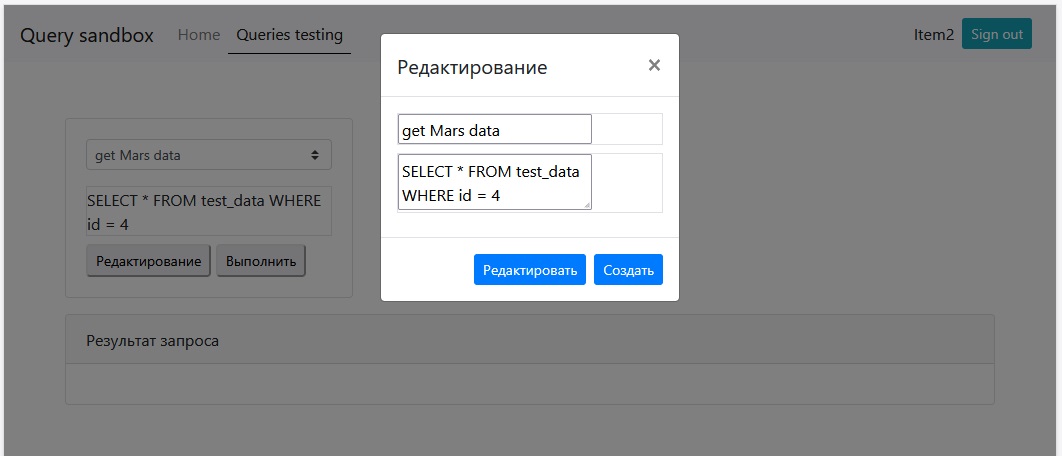 Query sandbox Home Queries testing Item2 Sign out
Редактирование ×
get Mars data
SELECT * FROM test_data
WHERE id = 4
Редактировать Создать
get Mars data
SELECT * FROM test_data WHERE
id = 4
Редактирование Выполнить
Результат запроса